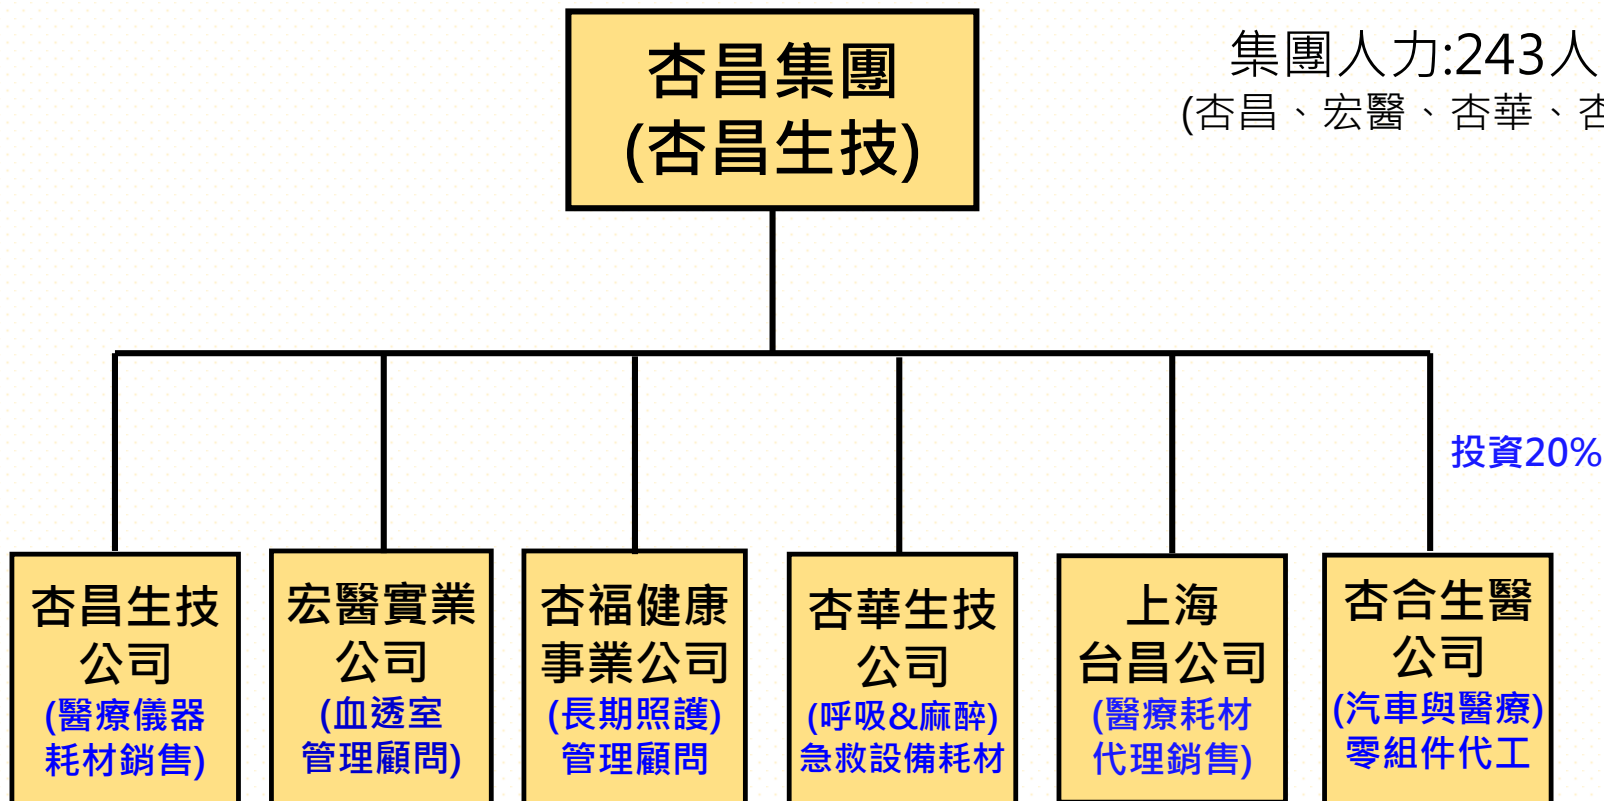 杏昌集團
(杏昌生技)
集團人力:243人
(杏昌、宏醫、杏華、杏
投資20%
杏昌生技
公司
(醫療儀器
耗材銷售)
宏醫實業
公司
(血透室
管理顧問)
杏福健康
事業公司
(長期照護)
管理顧問
杏華生技
公司
(呼吸&麻醉)
急救設備耗材
上海
台昌公司
(醫療耗材
代理銷售)
杏合生醫
公司
(汽車與醫療)
零組件代工